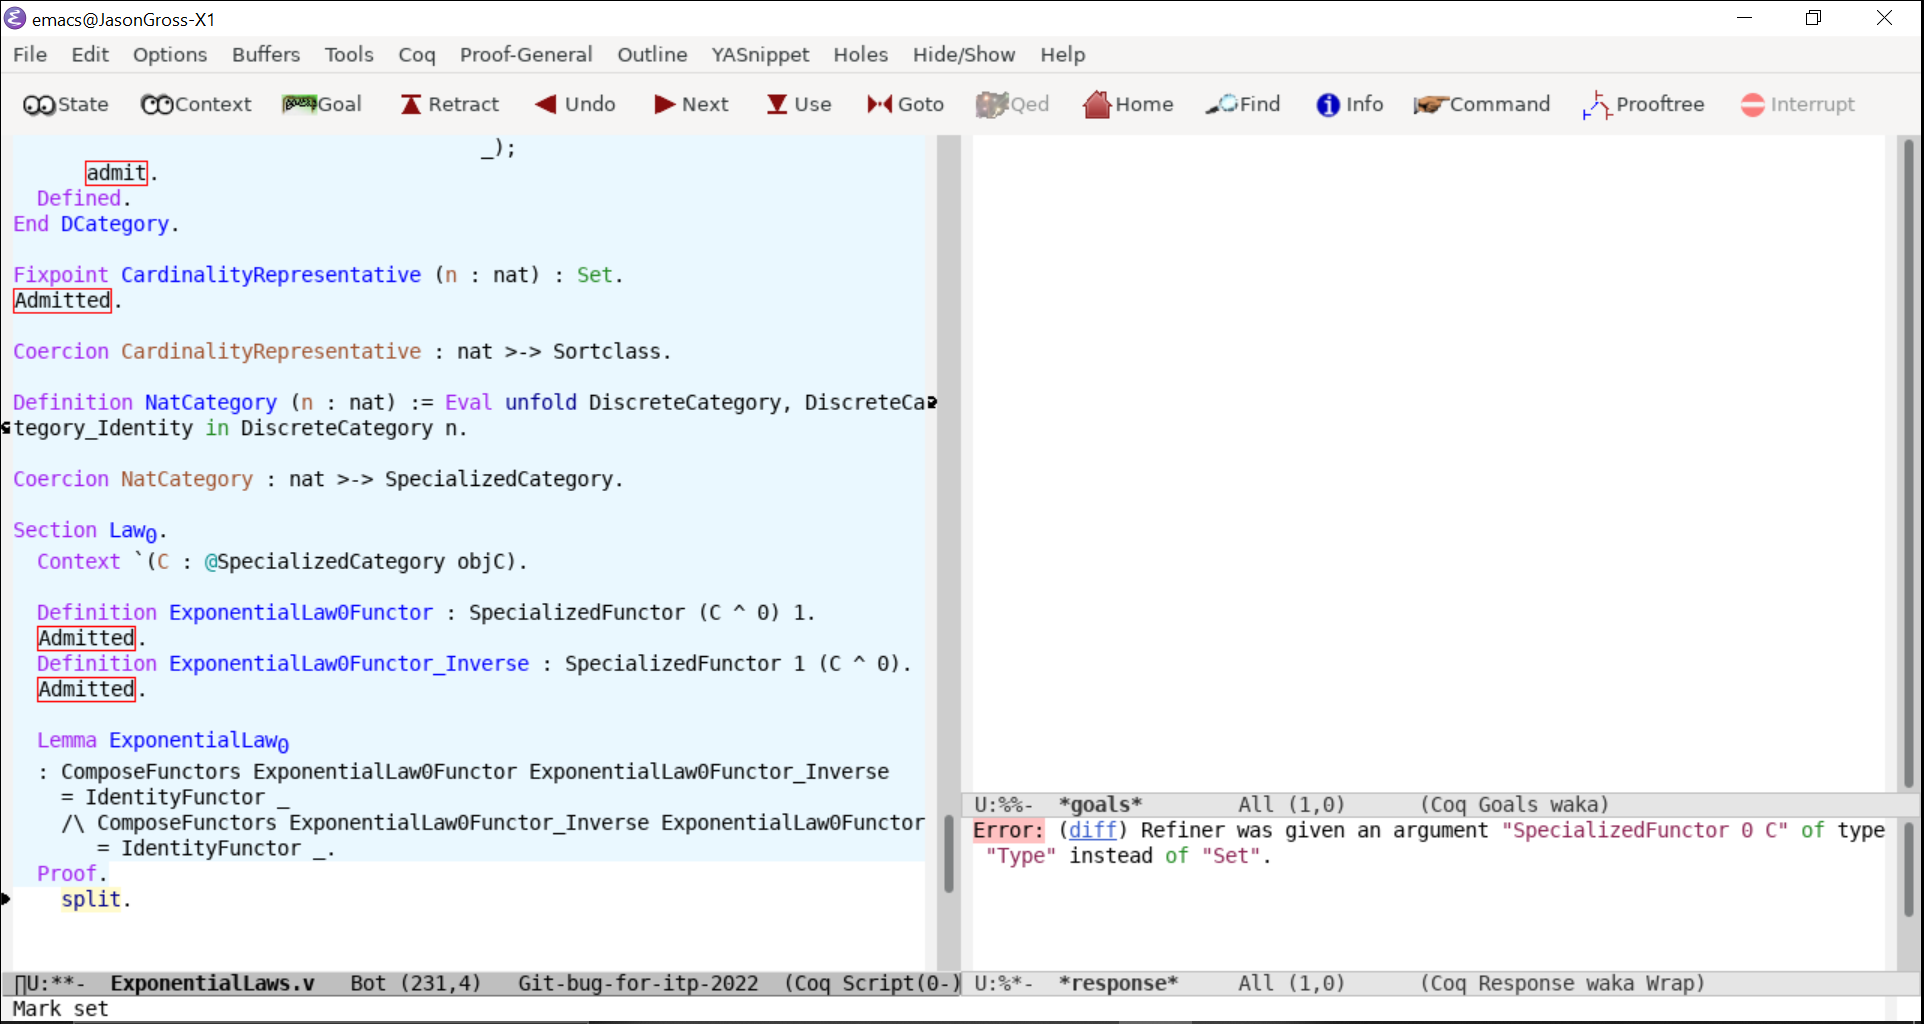 emacs@JasonGross-X1
File Edit Options Buffers Tools Coq Proof-General Outline YASnippet Holes Hide/Show Help
State Context Goal Retract Undo Next Use Goto Qed Home Find Info Command Prooftree Interrupt
_);
admit.
Defined.
End DCategory.
Fixpoint CardinalityRepresentative (n : nat) : Set.
Admitted.
Coercion CardinalityRepresentative : nat >-> Sortclass.
Definition NatCategory (n : nat) := Eval unfold DiscreteCategory, DiscreteCa
tegory_Identity in DiscreteCategory n.
Coercion NatCategory : nat >-> SpecializedCategory.
Section Law₀.
Context `(C : @SpecializedCategory objC).
Definition ExponentialLaw0Functor : SpecializedFunctor (C ^ 0) 1.
Admitted.
Definition ExponentialLaw0Functor_Inverse : SpecializedFunctor 1 (C ^ 0).
Admitted.
Lemma ExponentialLaw₀
: ComposeFunctors ExponentialLaw0Functor ExponentialLaw0Functor_Inverse
= IdentityFunctor _
/\ ComposeFunctors ExponentialLaw0Functor_Inverse ExponentialLaw0Functor
= IdentityFunctor _.
Proof.
split.
U:**- ExponentialLaws.v Bot (231,4) Git-bug-for-itp-2022 (Coq Script(0-)
Mark set
U:%%- *goals* All (1,0) (Coq Goals waka)
Error: (diff) Refiner was given an argument "SpecializedFunctor 0 C" of type
"Type" instead of "Set".
U:%*- *response* All (1,0) (Coq Response waka Wrap)